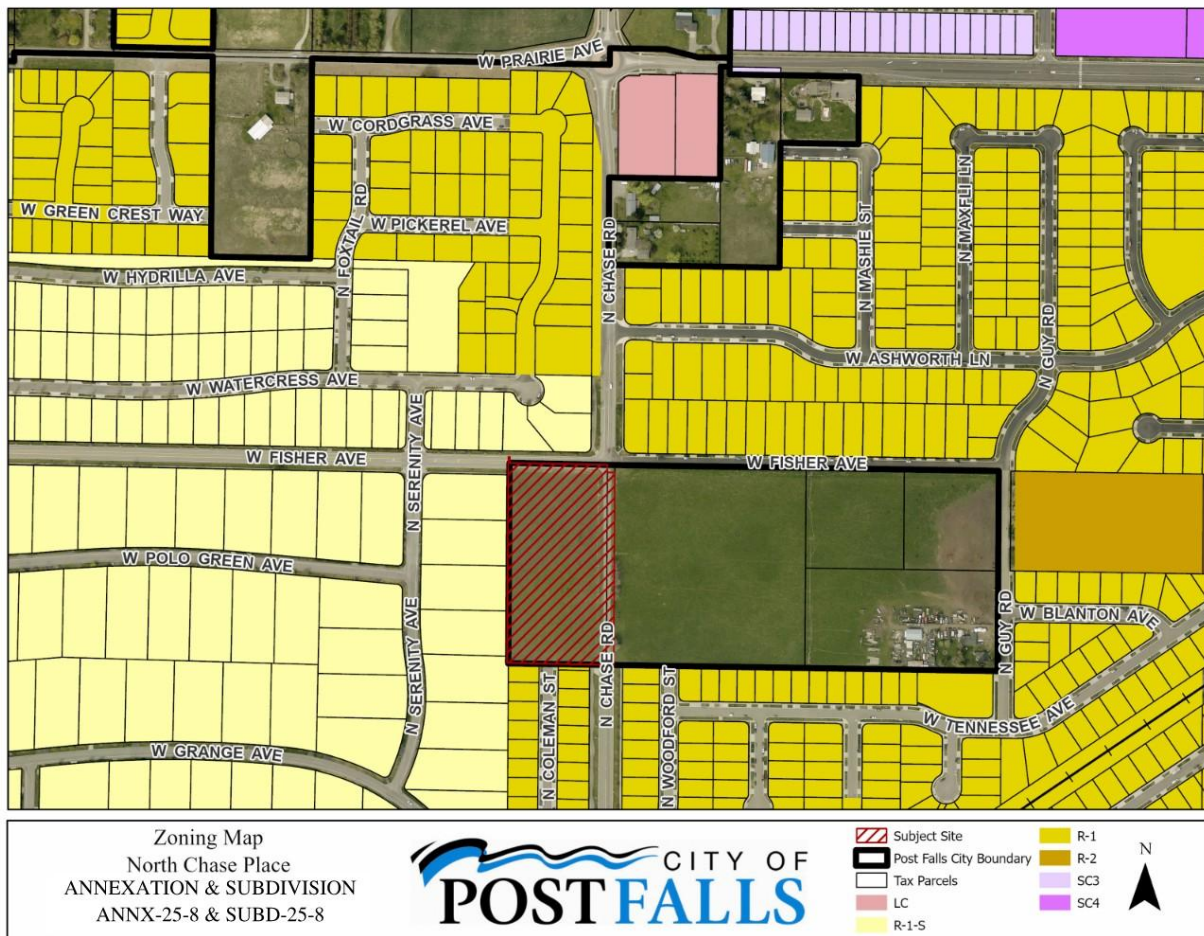 W PRAIRIE AVE
W CORDGRASS AVE
W GREEN CREST WAY
N FOXTAIL RD
W PICKEREL AVE
W HYDRILLA AVE
N CHASE RD
N MASHIE ST
N MAXFLI LN
W ASHWORTH LN
N GUY RD
W WATERCRESS AVE
N SERENITY AVE
W FISHER AVE
W FISHER AVE
W POLO GREEN AVE
N SERENITY AVE
N CHASE RD
N GUY RD
W BLANTON AVE
N COLEMAN ST
N WOODFORD ST
W TENNESSEE AVE
W GRANGE AVE
Zoning Map
North Chase Place
ANNEXATION & SUBDIVISION
ANNX-25-8 & SUBD-25-8
CITY OF
POST FALLS
Subject Site
Post Falls City Boundary
Tax Parcels
LC
R-1-S
R-1
R-2
SC3
SC4
N